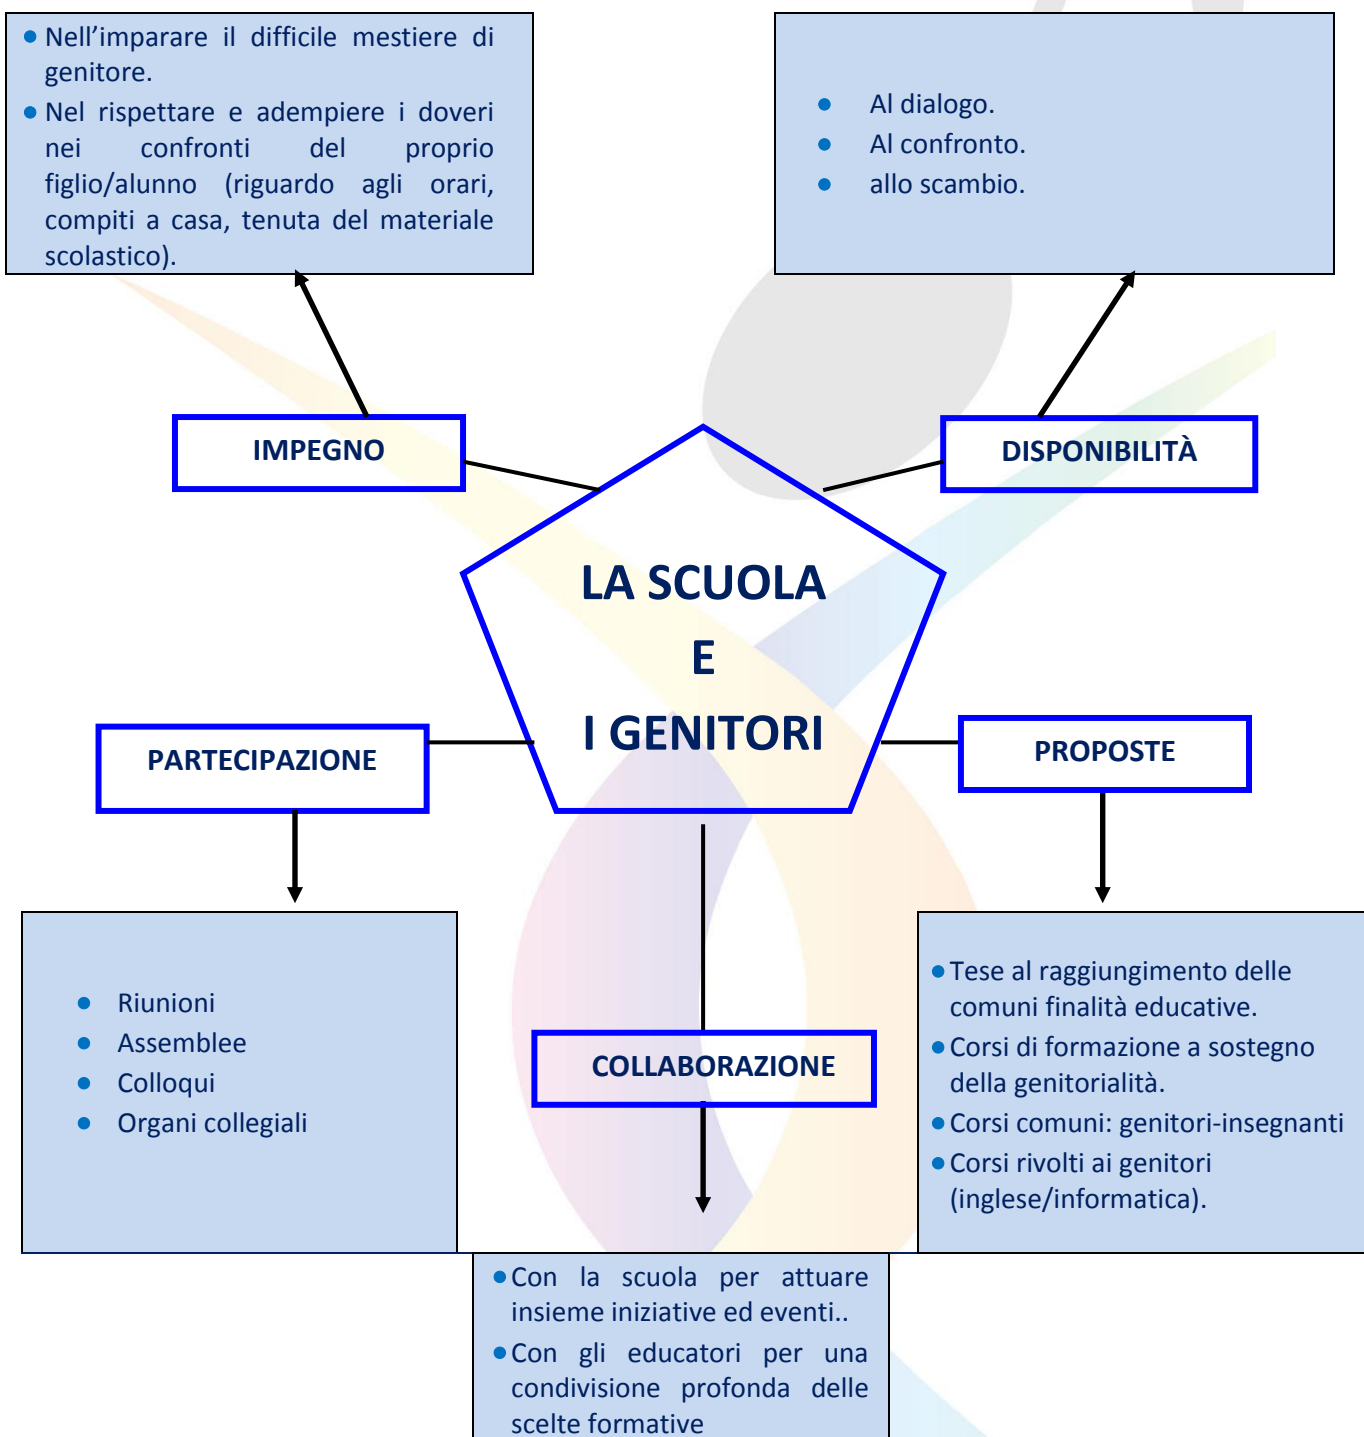 ● Nell’imparare il difficile mestiere di
genitore.
● Nel rispettare e adempiere i doveri
nei confronti del proprio
figlio/alunno (riguardo agli orari,
compiti a casa, tenuta del materiale
scolastico).
● Al dialogo.
● Al confronto.
● allo scambio.
IMPEGNO
DISPONIBILITÀ
LA SCUOLA
E
I GENITORI
PARTECIPAZIONE
PROPOSTE
● Riunioni
● Assemblee
● Colloqui
● Organi collegiali
COLLABORAZIONE
● Tese al raggiungimento delle
comuni finalità educative.
● Corsi di formazione a sostegno
della genitorialità.
● Corsi comuni: genitori-insegnanti
● Corsi rivolti ai genitori
(inglese/informatica).
● Con la scuola per attuare
insieme iniziative ed eventi..
● Con gli educatori per una
condivisione profonda delle
scelte formative